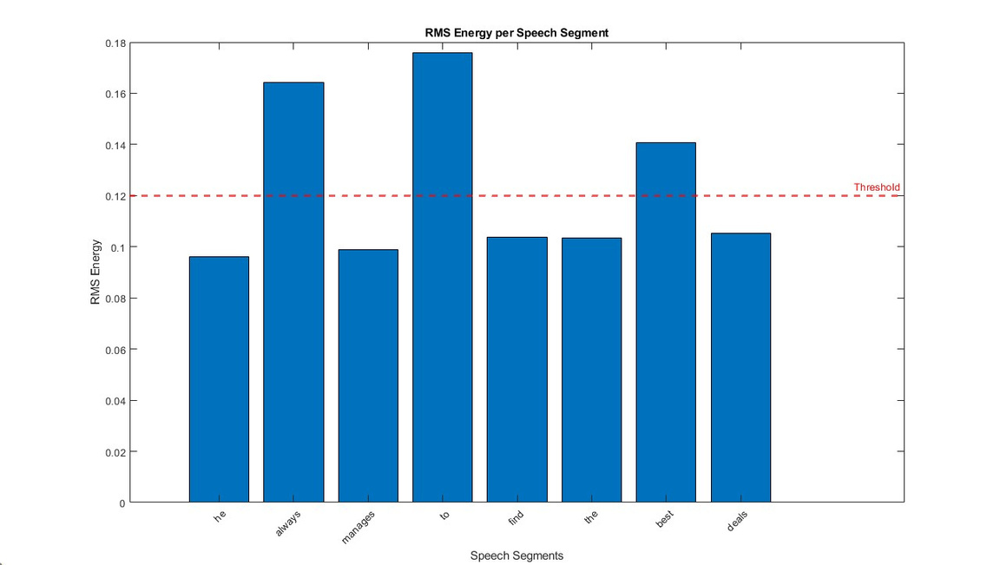 RMS Energy per Speech Segment
0.18
0.16
0.14
0.12
0.1
0.08
0.06
0.04
0.02
0
RMS Energy
Threshold
he
always
manages
to
find
the
best
deals
Speech Segments